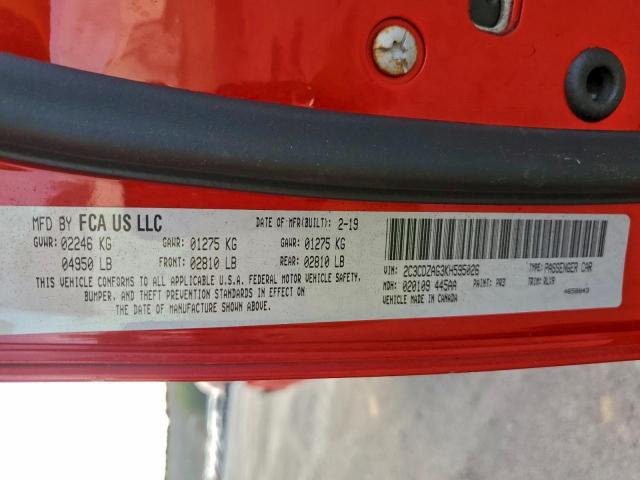 MFD BY FCA US LLC DATE OF MFR(BUILT): 2-19
GVWR: 02246 KG GAWR: 01275 KG GAWR: 01275 KG
04950 LB FRONT: 02810 LB REAR: 02810 LB
THIS VEHICLE CONFORMS TO ALL APPLICABLE U.S.A. FEDERAL MOTOR VEHICLE SAFETY,
BUMPER, AND THEFT PREVENTION STANDARDS IN EFFECT ON
THE DATE OF MANUFACTURE SHOWN ABOVE.
VIN: 2C3CDZAG3KH595026 TYPE: PASSENGER CAR
MDH: 020109 445AA PAINT: PR3 TRIM: RLX9
VEHICLE MADE IN CANADA 4658643